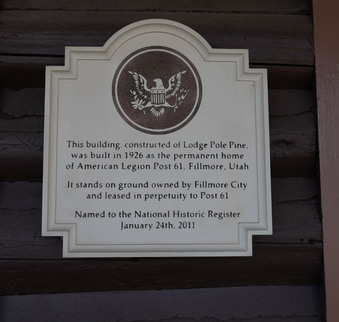 This building, constructed of Lodge Pole Pine,
was built in 1926 as the permanent home
of American Legion Post 61, Fillmore, Utah
It stands on ground owned by Fillmore City
and leased in perpetuity to Post 61
Named to the National Historic Register
January 24th, 2011